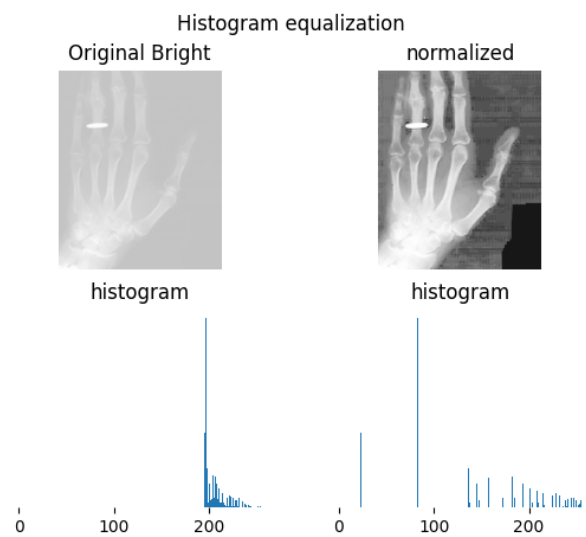 Histogram equalization
Original Bright
normalized
histogram
histogram
0 100 200
0 100 200